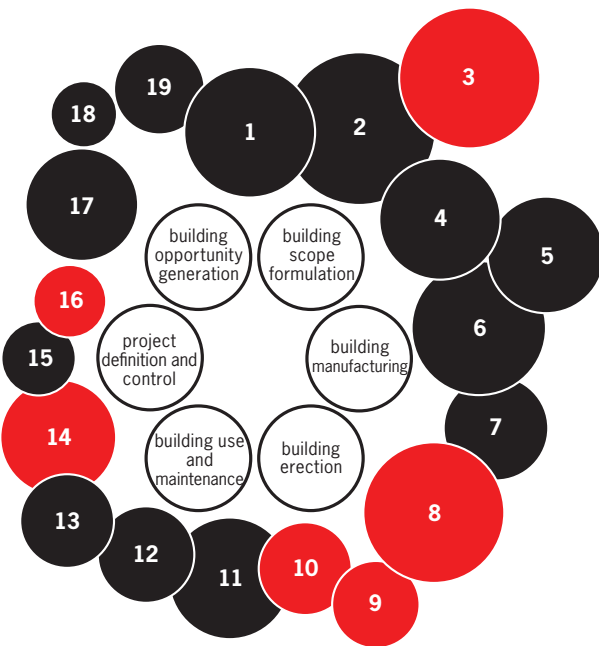 1
2
3
4
5
6
7
8
9
10
11
12
13
14
15
16
17
18
19
building
opportunity
generation
building
scope
formulation
building
manufacturing
building
erection
building use
and
maintenance
project
definition and
control